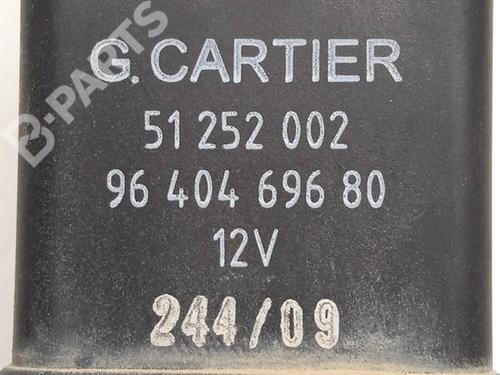 G. CARTIER
51 252 002
96 404 696 80
12V
244/09
B-PARTS